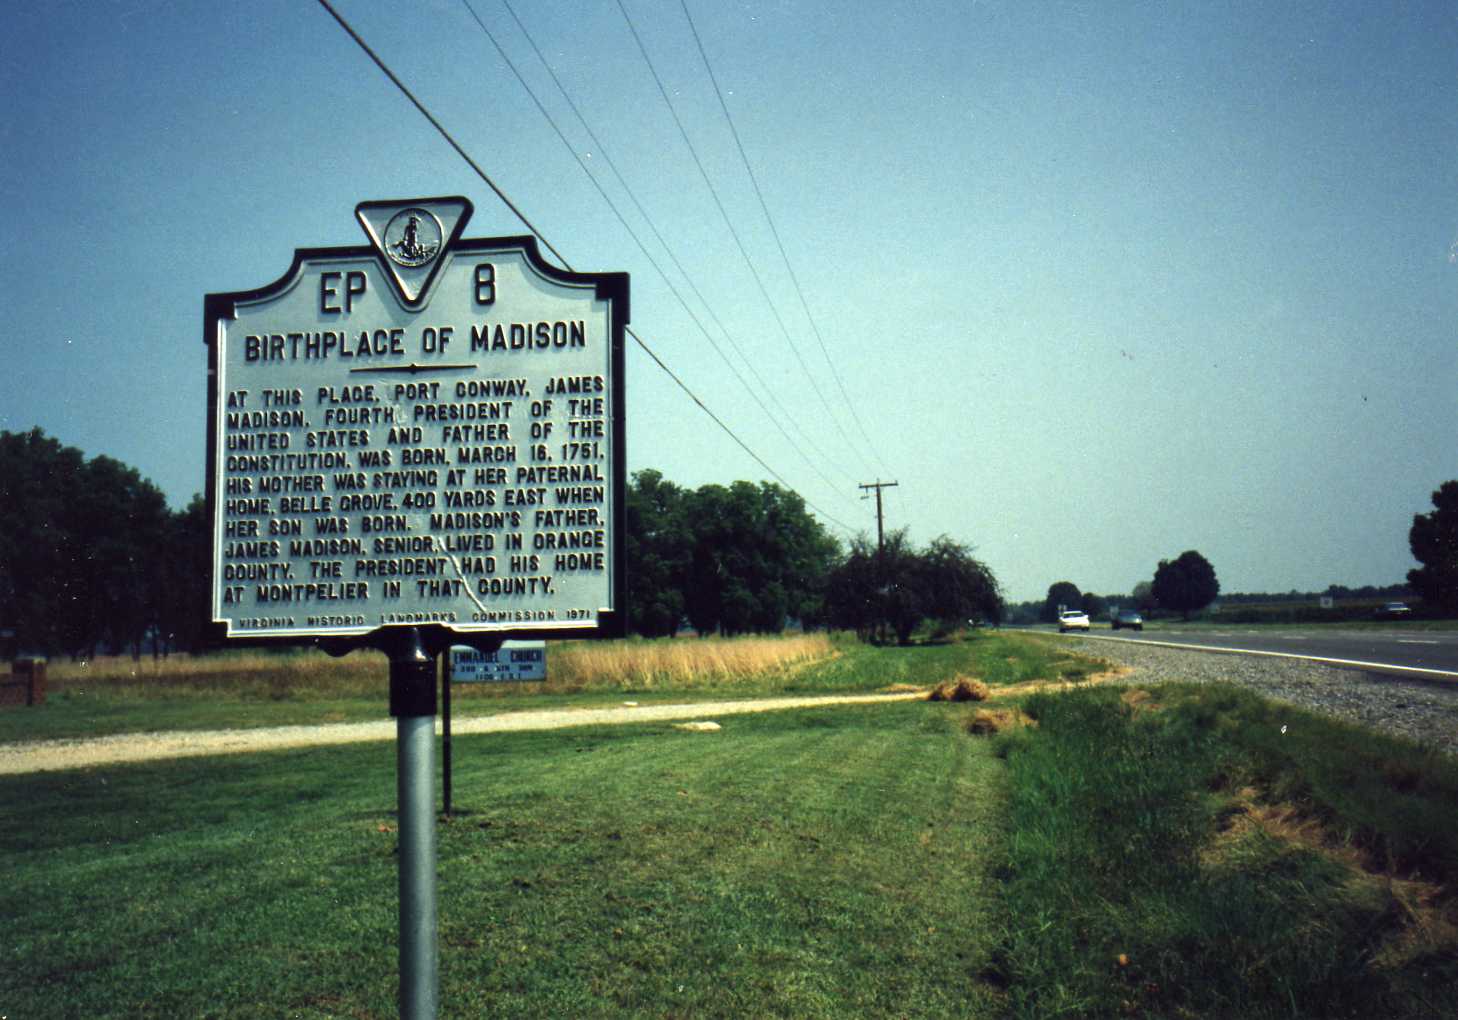 EP 8
BIRTHPLACE OF MADISON
AT THIS PLACE, PORT CONWAY, JAMES
MADISON, FOURTH PRESIDENT OF THE
UNITED STATES AND FATHER OF THE
CONSTITUTION, WAS BORN, MARCH 16, 1751.
HIS MOTHER WAS STAYING AT HER PATERNAL
HOME, BELLE GROVE, 400 YARDS EAST WHEN
HER SON WAS BORN. MADISON'S FATHER,
JAMES MADISON, SENIOR, LIVED IN ORANGE
COUNTY. THE PRESIDENT HAD HIS HOME
AT MONTPELIER IN THAT COUNTY.
VIRGINIA HISTORIC LANDMARKS COMMISSION 1971
EMMANUEL CHURCH